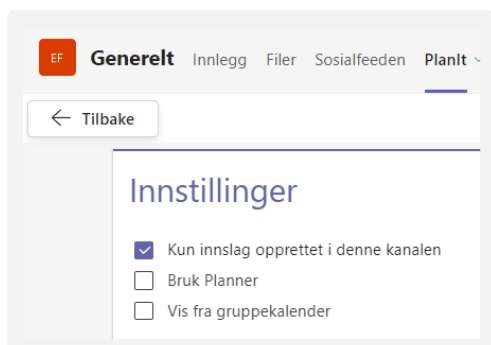 EF Generelt Innlegg Filer Sosialfeeden PlanIt
Tilbake
Innstillinger
Kun innslag opprettet i denne kanalen
Bruk Planner
Vis fra gruppekalender